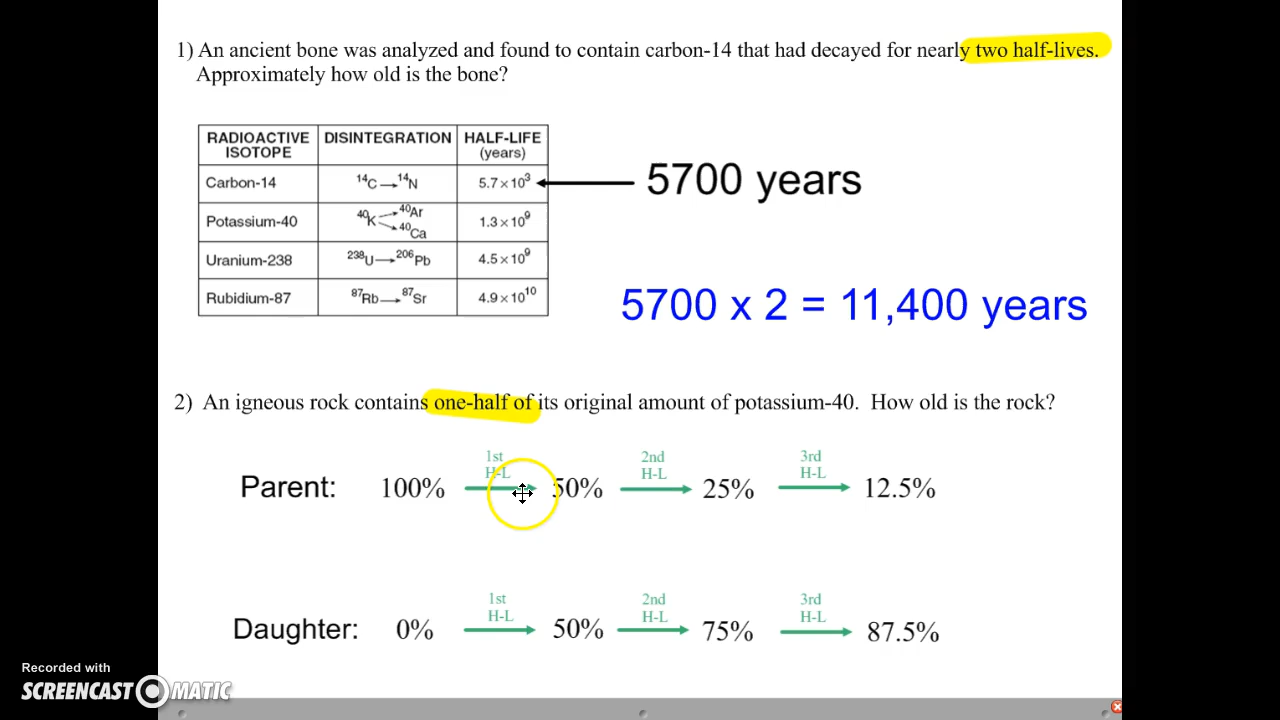 1) An ancient bone was analyzed and found to contain carbon-14 that had decayed for nearly two half-lives.
Approximately how old is the bone?
RADIOACTIVE ISOTOPE DISINTEGRATION HALF-LIFE (years)
Carbon-14 ¹⁴C→¹⁴N 5.7 × 10³
5700 years
Potassium-40 ⁴⁰K→⁴⁰Ar →⁴⁰Ca 1.3 × 10⁹
Uranium-238 ²³⁸U→²⁰⁶Pb 4.5 × 10⁹
Rubidium-87 ⁸⁷Rb→⁸⁷Sr 4.9 × 10¹⁰
5700 x 2 = 11,400 years
2) An igneous rock contains one-half of its original amount of potassium-40. How old is the rock?
1st H-L 2nd H-L 3rd H-L
Parent: 100% 50% 25% 12.5%
1st H-L 2nd H-L 3rd H-L
Daughter: 0% 50% 75% 87.5%
Recorded with
SCREENCAST-O-MATIC